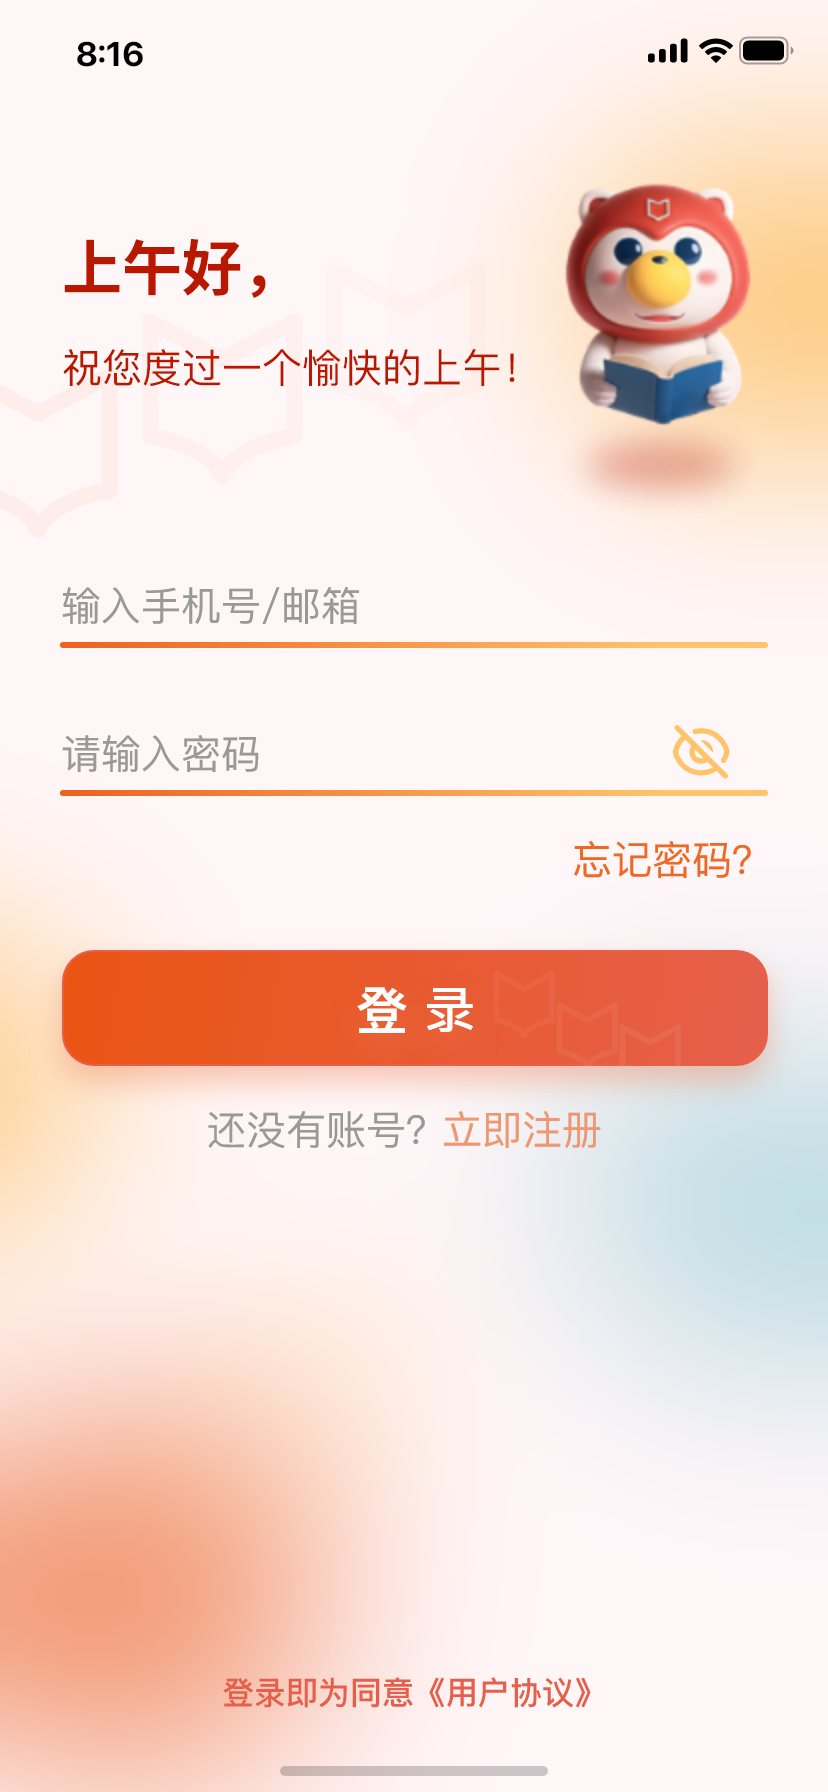 8:16
上午好，
祝您度过一个愉快的上午！
输入手机号/邮箱
请输入密码
忘记密码?
登 录
还没有账号? 立即注册
登录即为同意《用户协议》